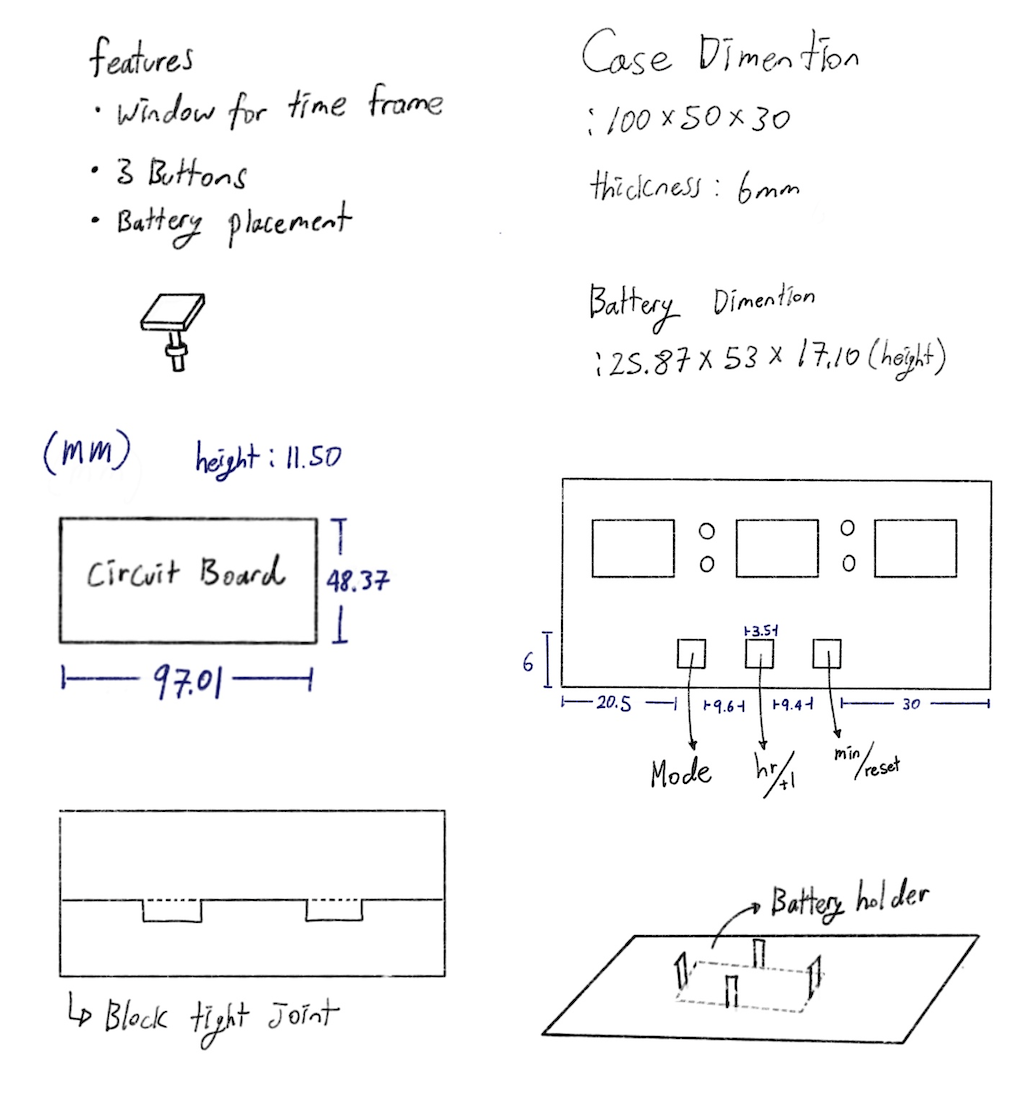 features
• Window for time frame
• 3 Buttons
• Battery placement
Case Dimention
: 100 x 50 x 30
thickness : 6mm
Battery Dimention
: 25.87 x 53 x 17.10 (height)
(mm)
height : 11.50
Circuit Board
48.37
97.01
3.5
6
20.5
9.6
9.4
30
Mode
hr/+1
min/reset
Block tight Joint
Battery holder